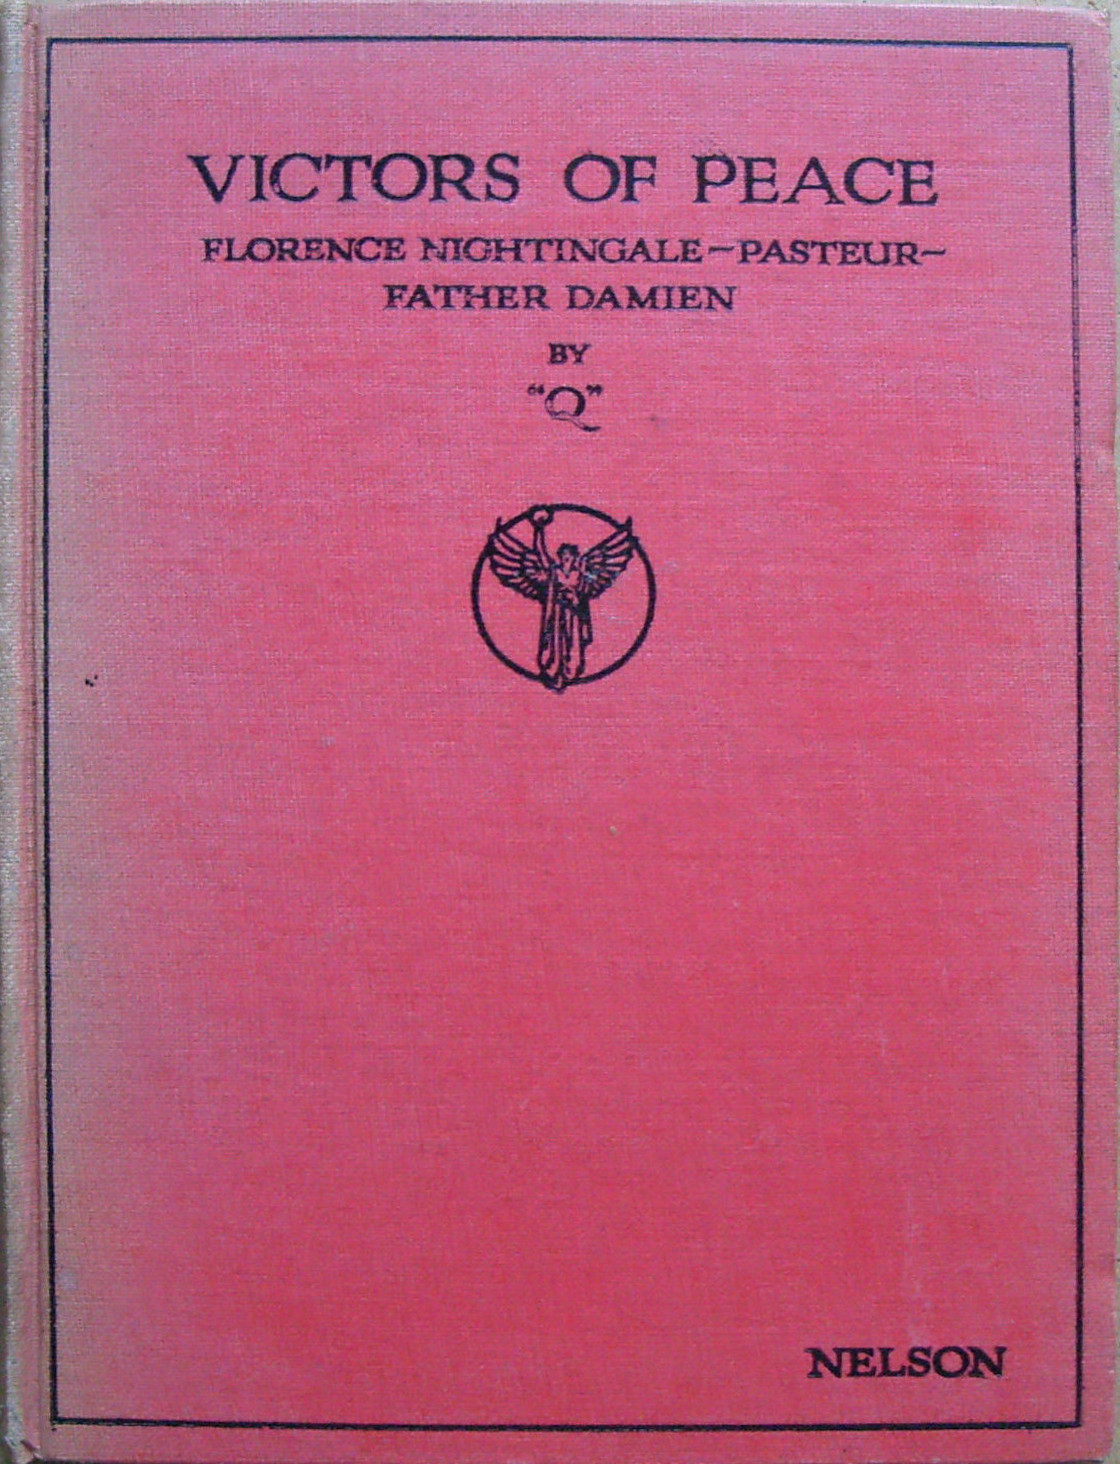 VICTORS OF PEACE
FLORENCE NIGHTINGALE—PASTEUR—
FATHER DAMIEN
BY
“Q”
NELSON